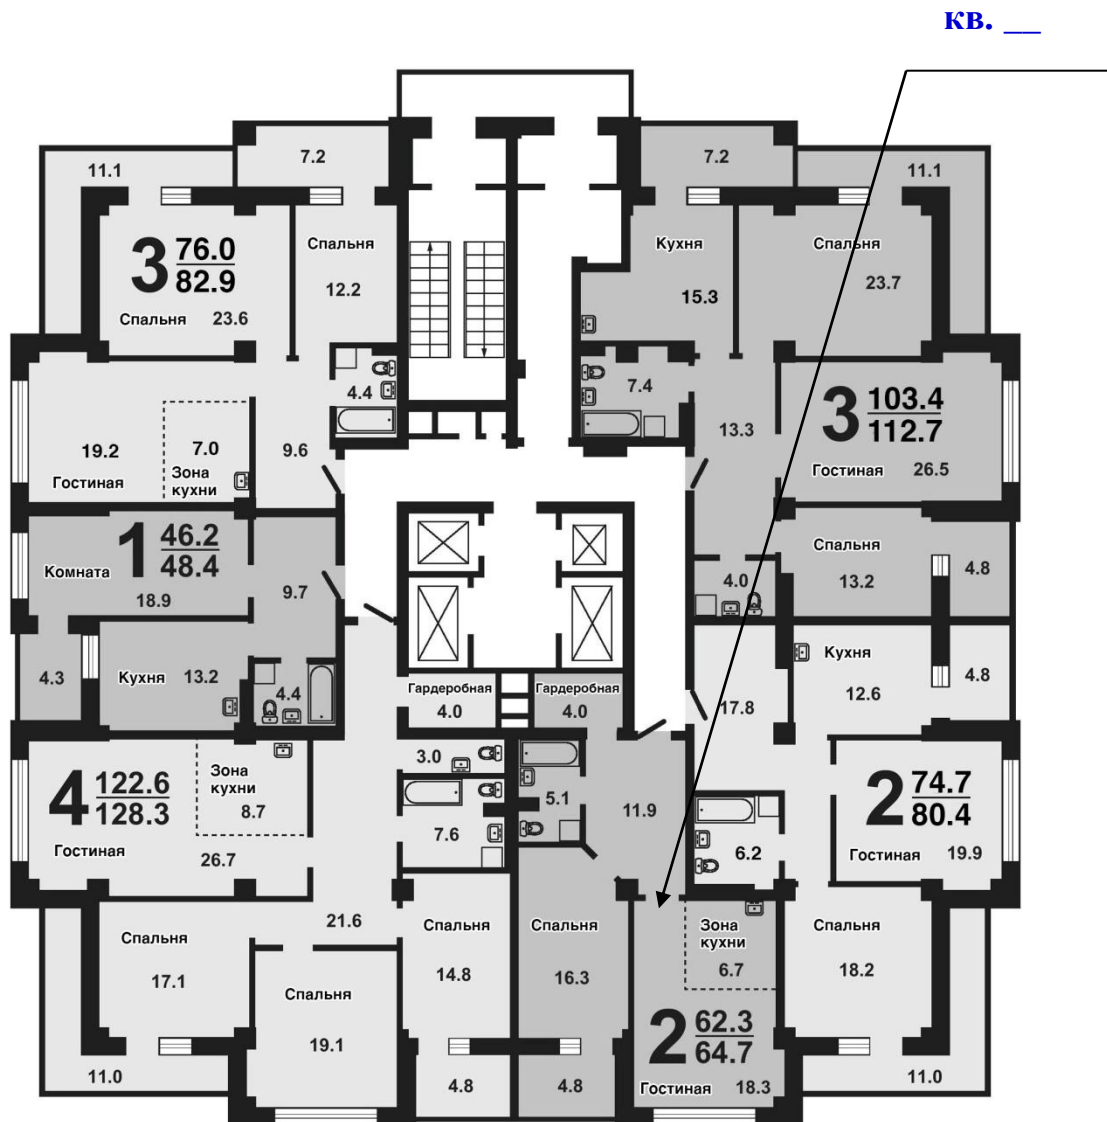 кв. __
7.2
7.2
11.1
11.1
3 76.0
82.9
Спальня
12.2
Спальня 23.6
Кухня
15.3
Спальня
23.7
4.4
7.4
19.2
Гостиная
7.0
Зона
кухни
9.6
13.3
3 103.4
112.7
Гостиная 26.5
1 46.2
48.4
Комната
18.9
9.7
Спальня
13.2
4.8
4.0
4.3
Кухня 13.2
4.4
Гардеробная
4.0
Гардеробная
4.0
17.8
Кухня
12.6
4.8
4 122.6
128.3
Зона
кухни
8.7
Гостиная
26.7
3.0
7.6
5.1
11.9
6.2
2 74.7
80.4
Гостиная 19.9
21.6
Спальня
17.1
Спальня
19.1
Спальня
14.8
Спальня
16.3
Зона
кухни
6.7
Спальня
18.2
2 62.3
64.7
Гостиная 18.3
11.0
4.8
4.8
11.0